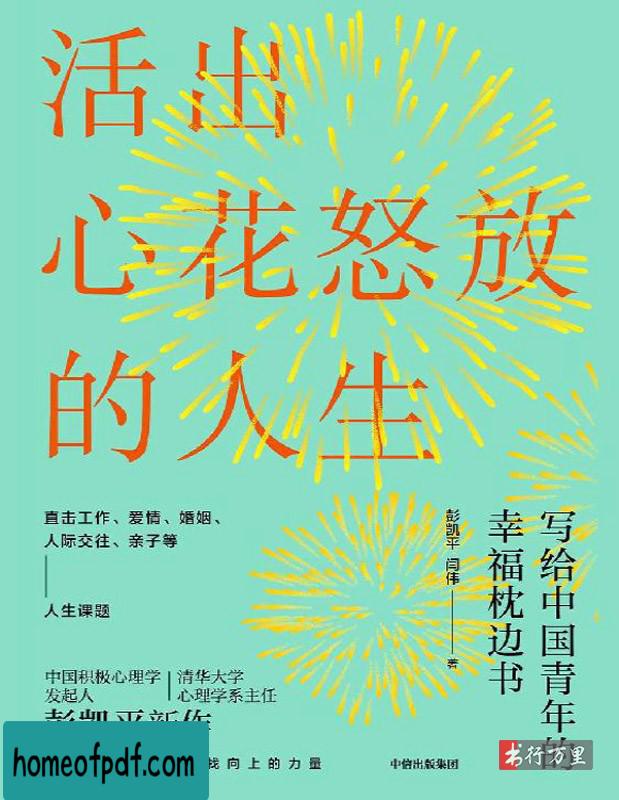 活出
心花怒放
的人生
直击工作、爱情、婚姻、
人际交往、亲子等
人生课题
彭凯平 闫伟
著
写给中国青年的
幸福枕边书
中国积极心理学
发起人
清华大学
心理学系主任
彭凯平新作
向上的力量
中信出版集团
书行万里
homeofpdf.com